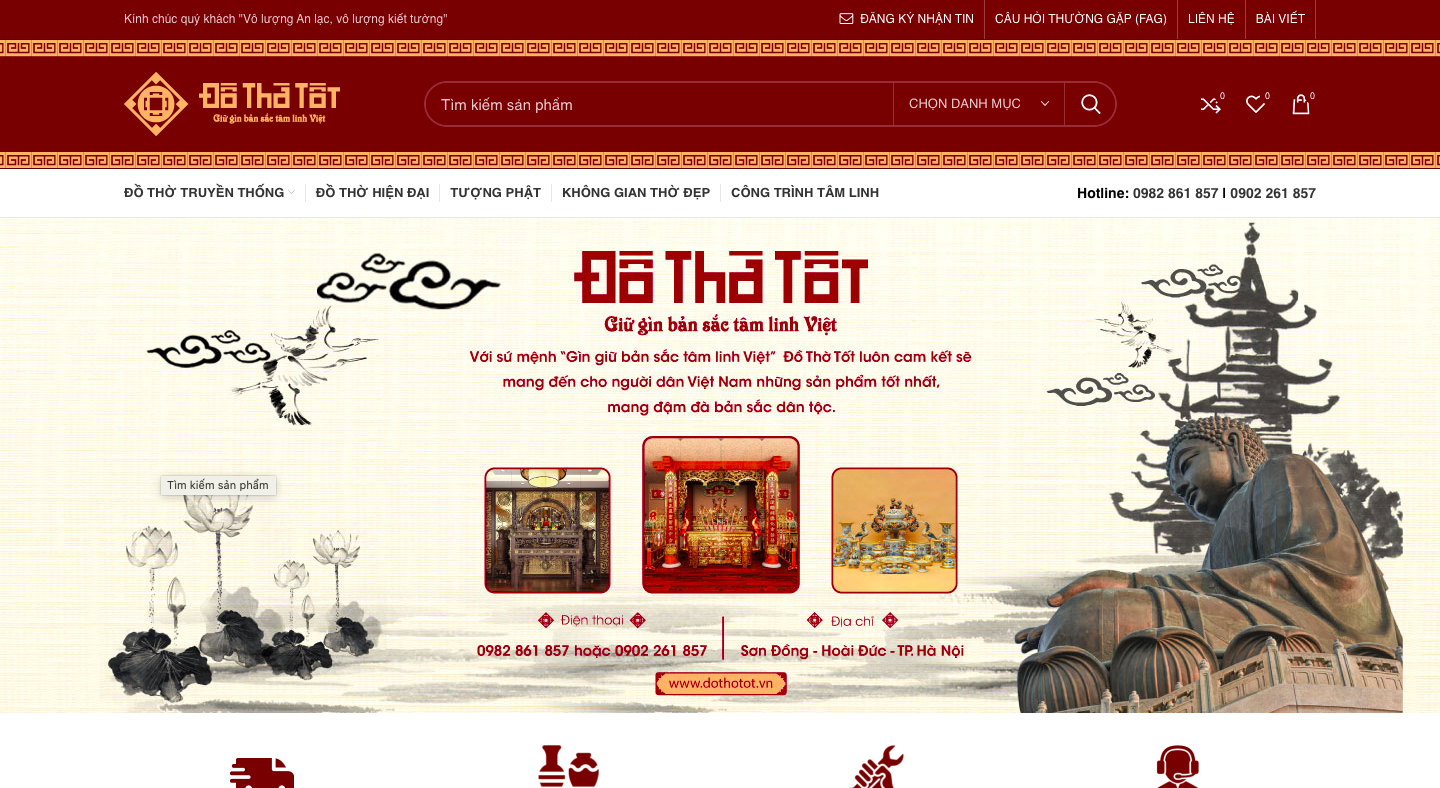 Kính chúc quý khách "Vô lượng An lạc, vô lượng kiết tường"
ĐĂNG KÝ NHẬN TIN
CÂU HỎI THƯỜNG GẶP (FAG)
LIÊN HỆ
BÀI VIẾT
Đồ Thờ Tốt
Giữ gìn bản sắc tâm linh Việt
Tìm kiếm sản phẩm
CHỌN DANH MỤC
0
0
0
ĐỒ THỜ TRUYỀN THỐNG
ĐỒ THỜ HIỆN ĐẠI
TƯỢNG PHẬT
KHÔNG GIAN THỜ ĐẸP
CÔNG TRÌNH TÂM LINH
Hotline: 0982 861 857 I 0902 261 857
Đồ Thờ Tốt
Giữ gìn bản sắc tâm linh Việt
Với sứ mệnh “Gìn giữ bản sắc tâm linh Việt” Đồ Thờ Tốt luôn cam kết sẽ
mang đến cho người dân Việt Nam những sản phẩm tốt nhất,
mang đậm đà bản sắc dân tộc.
Tìm kiếm sản phẩm
Điện thoại
Địa chỉ
0982 861 857 hoặc 0902 261 857
Sơn Đồng - Hoài Đức - TP. Hà Nội
www.dothotot.vn